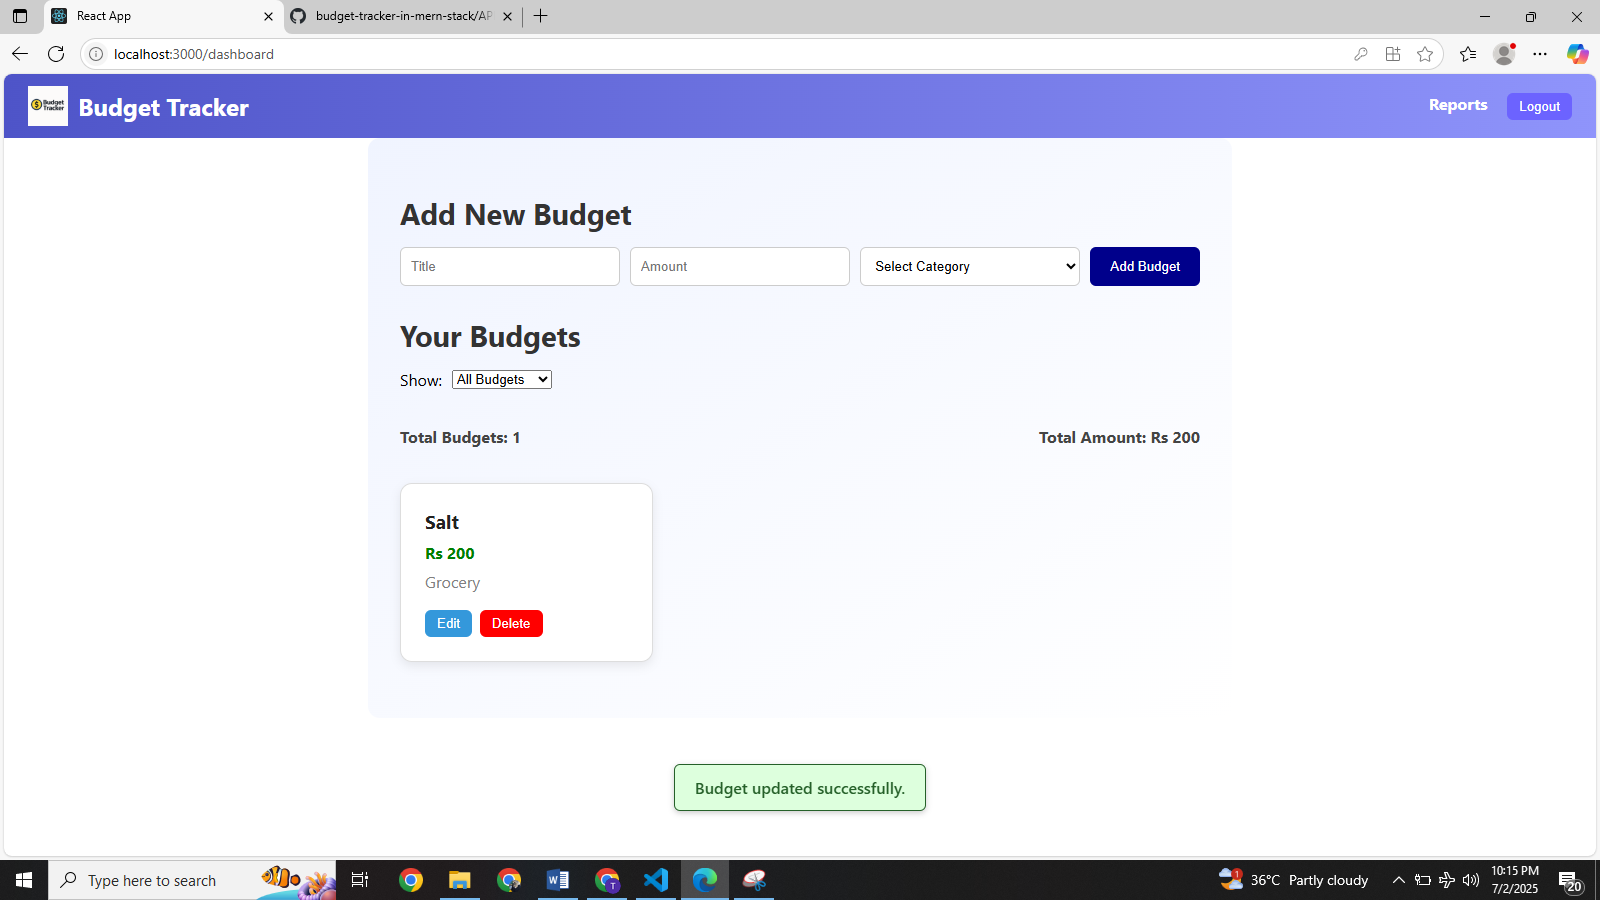 React App
budget-tracker-in-mern-stack/AP
localhost:3000/dashboard
Budget Tracker
Budget Tracker
Reports
Logout
Add New Budget
Title
Amount
Select Category
Add Budget
Your Budgets
Show:
All Budgets
Total Budgets: 1
Total Amount: Rs 200
Salt
Rs 200
Grocery
Edit
Delete
Budget updated successfully.
Type here to search
T
1
36°C Partly cloudy
10:15 PM
7/2/2025
20